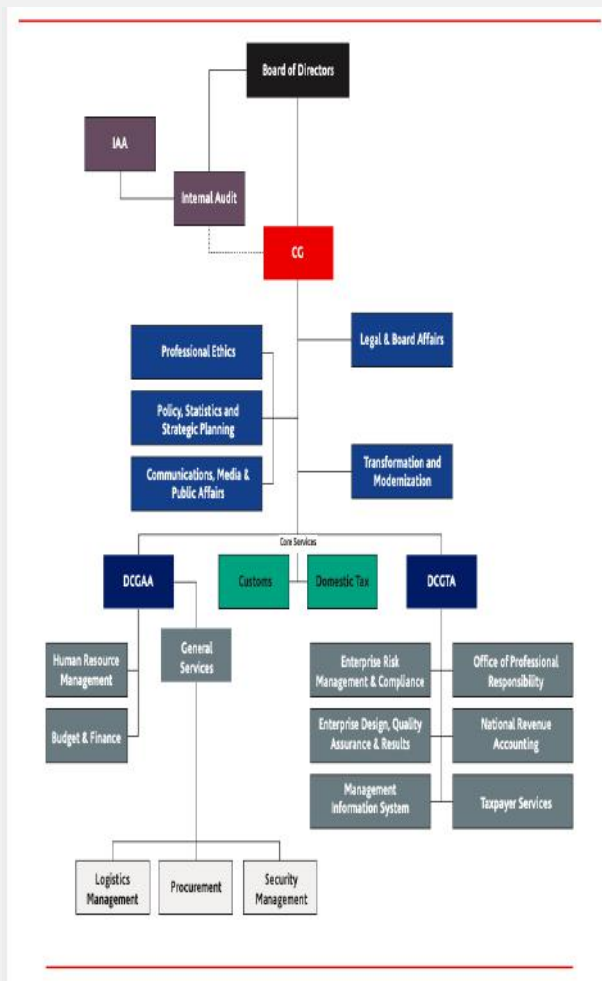 Board of Directors
IAA
Internal Audit
CG
Legal & Board Affairs
Professional Ethics
Policy, Statistics and
Strategic Planning
Communications, Media &
Public Affairs
Transformation and
Modernization
Core Services
DCGAA
Customs
Domestic Tax
DCGTA
Human Resource
Management
General
Services
Budget & Finance
Enterprise Risk
Management & Compliance
Office of Professional
Responsibility
Enterprise Design, Quality
Assurance & Results
National Revenue
Accounting
Management
Information System
Taxpayer Services
Logistics
Management
Procurement
Security
Management